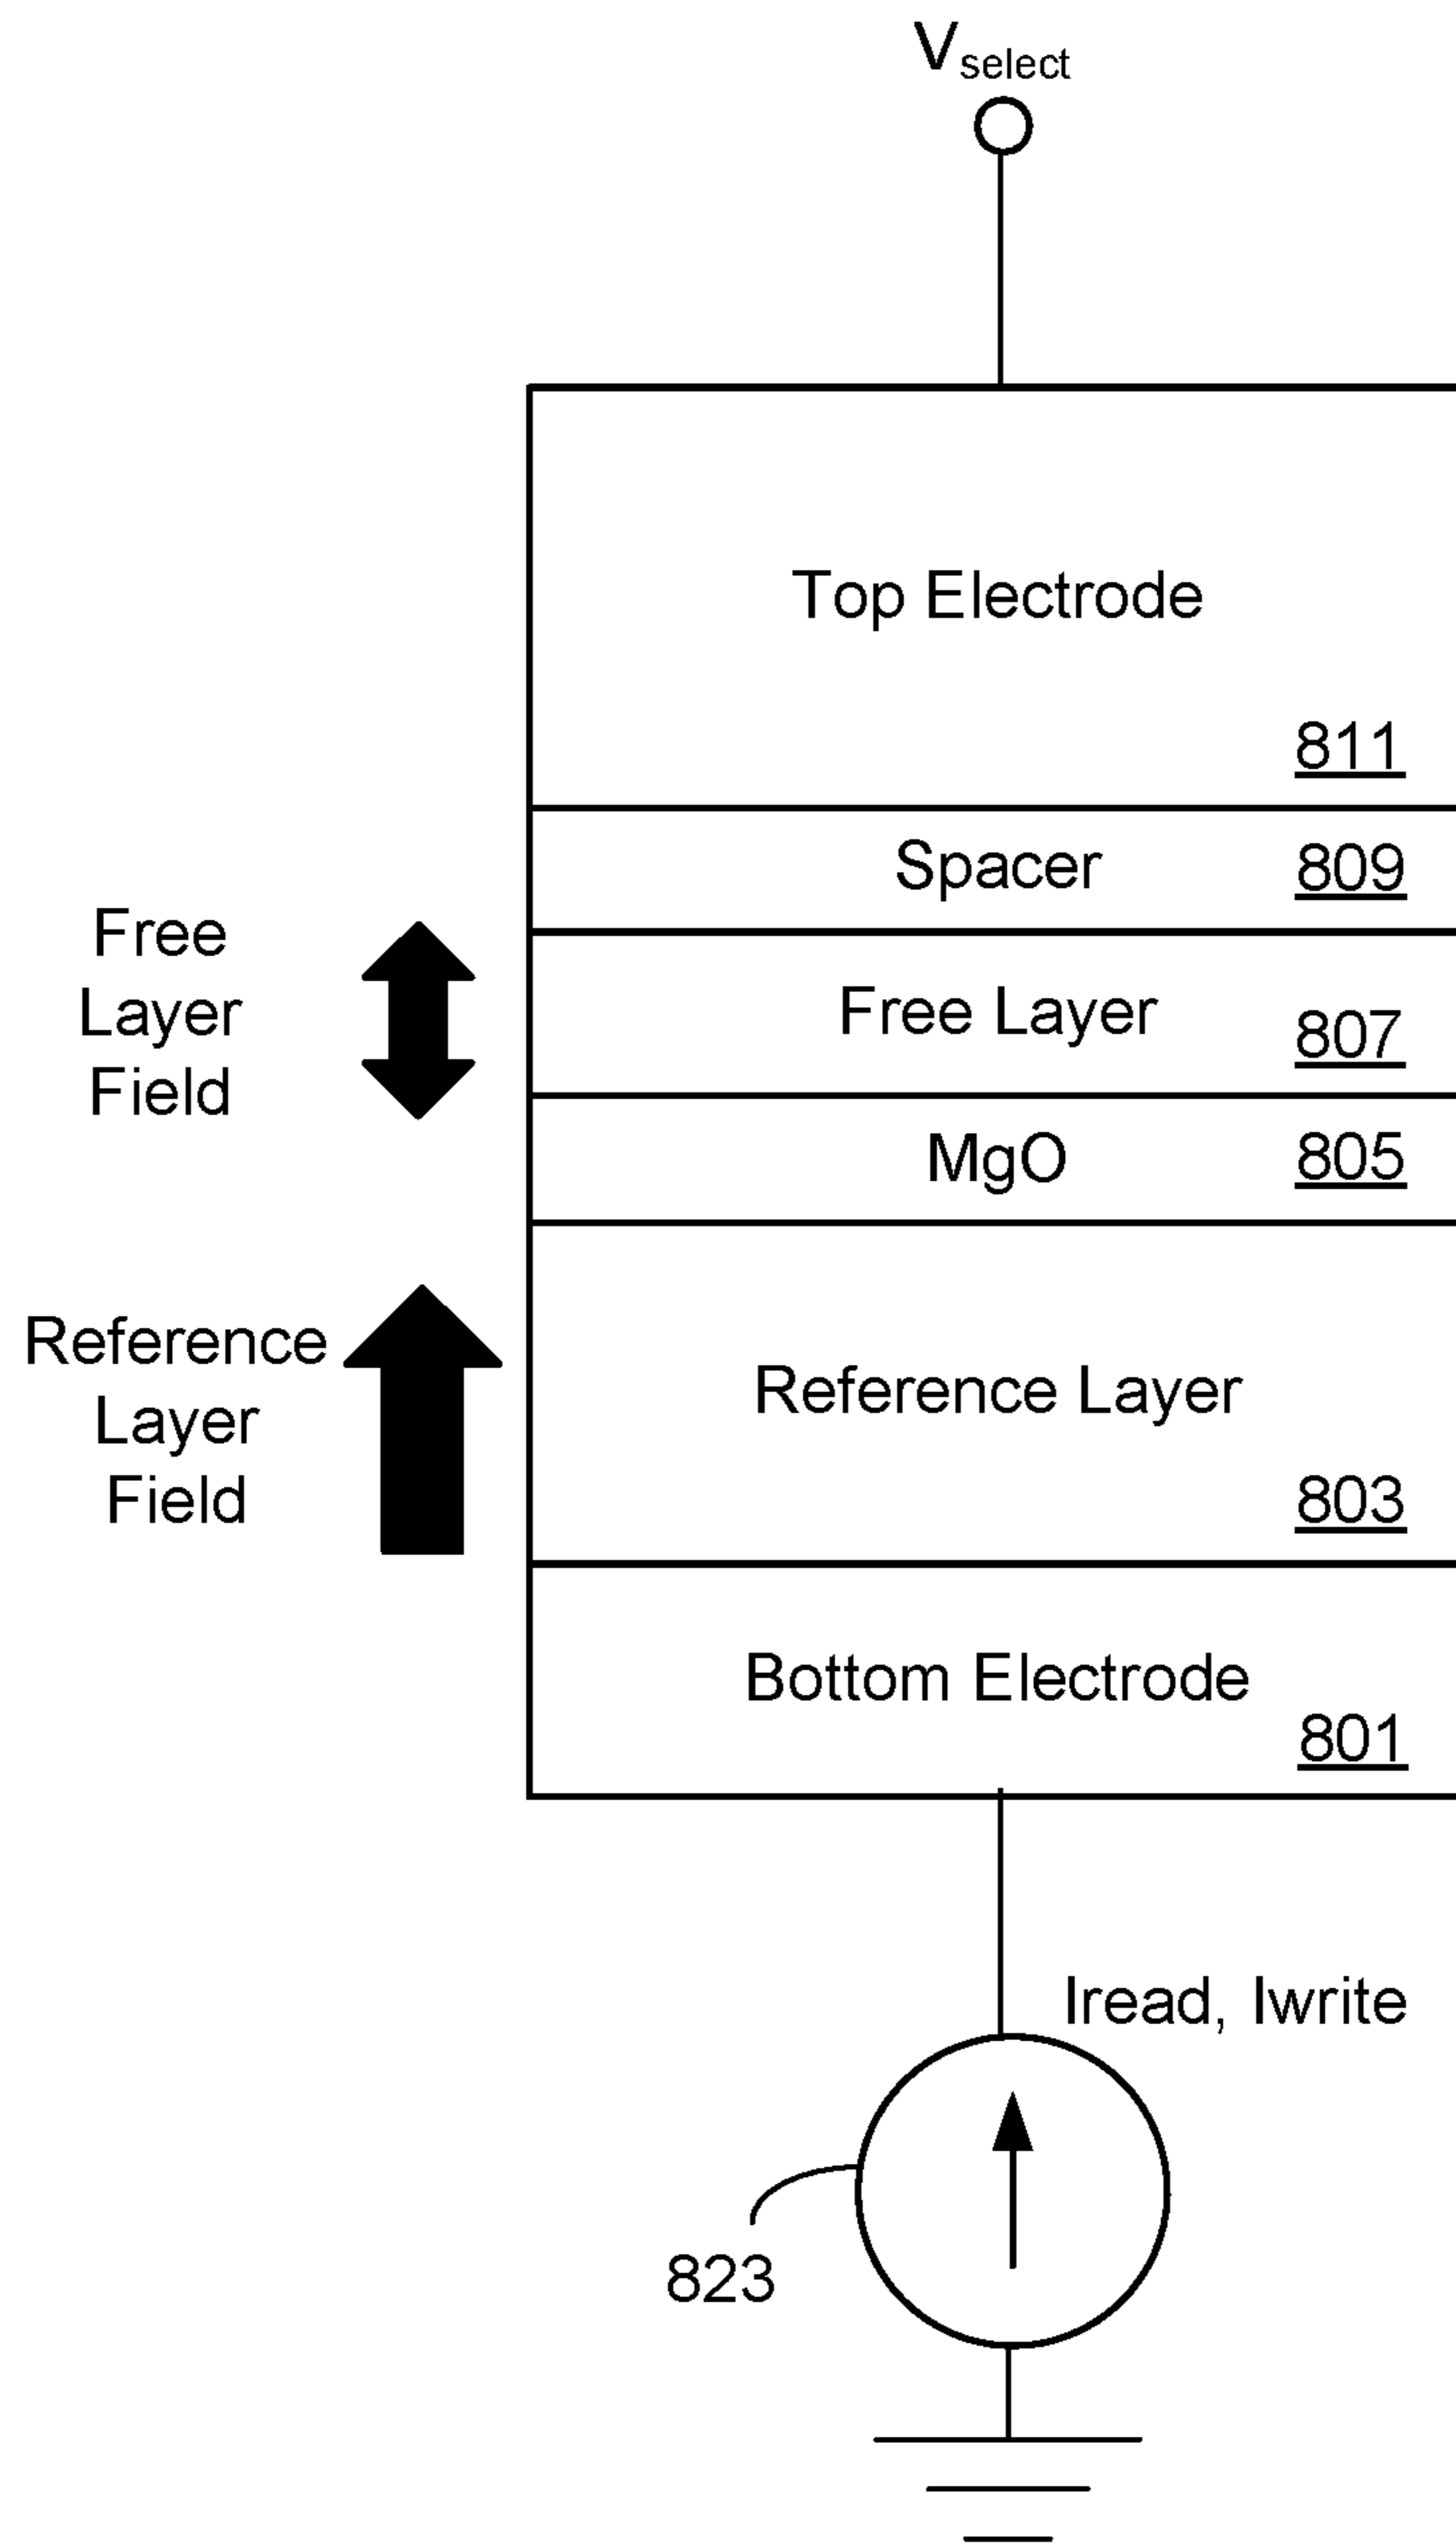 Vselect
Top Electrode
811
Spacer
809
Free
Layer
Field
Free Layer
807
MgO
805
Reference
Layer
Field
Reference Layer
803
Bottom Electrode
801
Iread, Iwrite
823